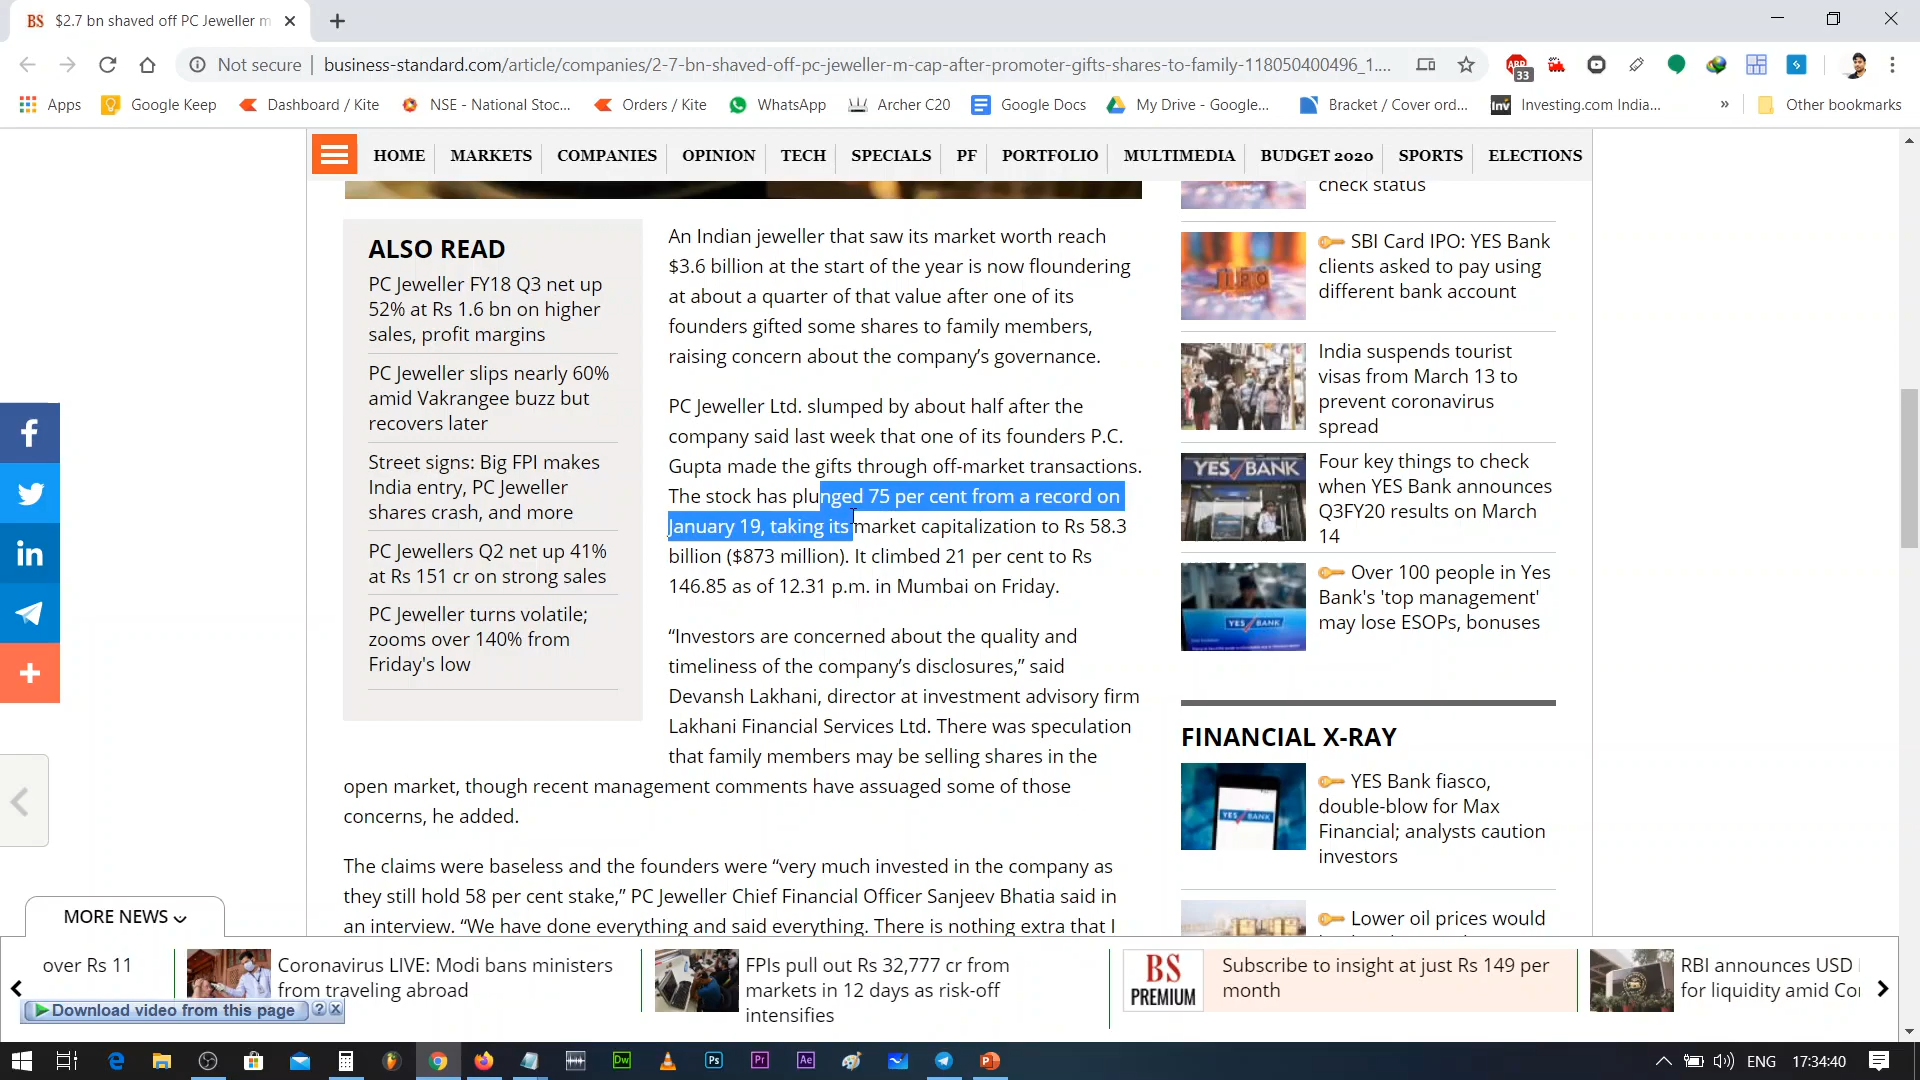 BS $2.7 bn shaved off PC Jeweller m
Not secure
business-standard.com/article/companies/2-7-bn-shaved-off-pc-jeweller-m-cap-after-promoter-gifts-shares-to-family-118050400496_1....
ABP
33
Apps
Google Keep
Dashboard / Kite
NSE - National Stoc...
Orders / Kite
WhatsApp
Archer C20
Google Docs
My Drive - Google...
Bracket / Cover ord...
Inv Investing.com India...
»
Other bookmarks
HOME
MARKETS
COMPANIES
OPINION
TECH
SPECIALS
PF
PORTFOLIO
MULTIMEDIA
BUDGET 2020
SPORTS
ELECTIONS
ALSO READ
PC Jeweller FY18 Q3 net up
52% at Rs 1.6 bn on higher
sales, profit margins
PC Jeweller slips nearly 60%
amid Vakrangee buzz but
recovers later
Street signs: Big FPI makes
India entry, PC Jeweller
shares crash, and more
PC Jewellers Q2 net up 41%
at Rs 151 cr on strong sales
PC Jeweller turns volatile;
zooms over 140% from
Friday's low
An Indian jeweller that saw its market worth reach
$3.6 billion at the start of the year is now floundering
at about a quarter of that value after one of its
founders gifted some shares to family members,
raising concern about the company's governance.
PC Jeweller Ltd. slumped by about half after the
company said last week that one of its founders P.C.
Gupta made the gifts through off-market transactions.
The stock has plunged 75 per cent from a record on
January 19, taking its market capitalization to Rs 58.3
billion ($873 million). It climbed 21 per cent to Rs
146.85 as of 12.31 p.m. in Mumbai on Friday.
“Investors are concerned about the quality and
timeliness of the company’s disclosures,” said
Devansh Lakhani, director at investment advisory firm
Lakhani Financial Services Ltd. There was speculation
that family members may be selling shares in the
open market, though recent management comments have assuaged some of those
concerns, he added.
The claims were baseless and the founders were “very much invested in the company as
they still hold 58 per cent stake,” PC Jeweller Chief Financial Officer Sanjeev Bhatia said in
an interview. “We have done everything and said everything. There is nothing extra that I
check status
SBI Card IPO: YES Bank
clients asked to pay using
different bank account
IPO
India suspends tourist
visas from March 13 to
prevent coronavirus
spread
YES BANK
Four key things to check
when YES Bank announces
Q3FY20 results on March
14
YES BANK
Over 100 people in Yes
Bank's 'top management'
may lose ESOPs, bonuses
FINANCIAL X-RAY
YES BANK
YES Bank fiasco,
double-blow for Max
Financial; analysts caution
investors
Lower oil prices would
MORE NEWS
over Rs 11
Coronavirus LIVE: Modi bans ministers
from traveling abroad
FPIs pull out Rs 32,777 cr from
markets in 12 days as risk-off
intensifies
BS
PREMIUM
Subscribe to insight at just Rs 149 per
month
RBI announces USD
for liquidity amid Co
Download video from this page
? X
Dw
Ps
Pr
Ae
ENG
17:34:40